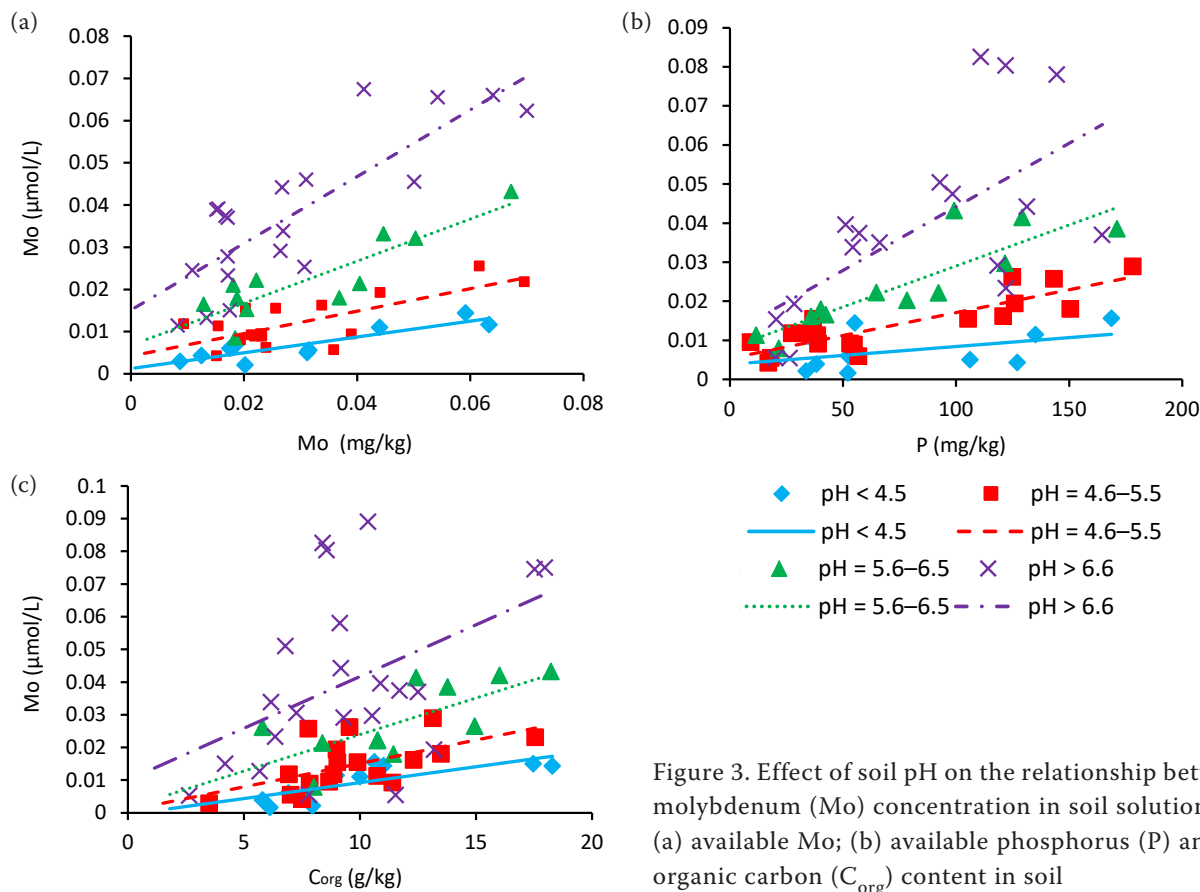 (a)
0.08
0.07
0.06
0.05
0.04
0.03
0.02
0.01
0
Mo (µmol/L)
0 0.02 0.04 0.06 0.08
Mo (mg/kg)
(b)
0.09
0.08
0.07
0.06
0.05
0.04
0.03
0.02
0.01
0
0 50 100 150 200
P (mg/kg)
(c)
0.1
0.09
0.08
0.07
0.06
0.05
0.04
0.03
0.02
0.01
0
Mo (µmol/L)
0 5 10 15 20
Corg (g/kg)
pH < 4.5 pH = 4.6–5.5
pH < 4.5 pH = 4.6–5.5
pH = 5.6–6.5 pH > 6.6
pH = 5.6–6.5 pH > 6.6
Figure 3. Effect of soil pH on the relationship betw
molybdenum (Mo) concentration in soil solution
(a) available Mo; (b) available phosphorus (P) an
organic carbon (Corg) content in soil